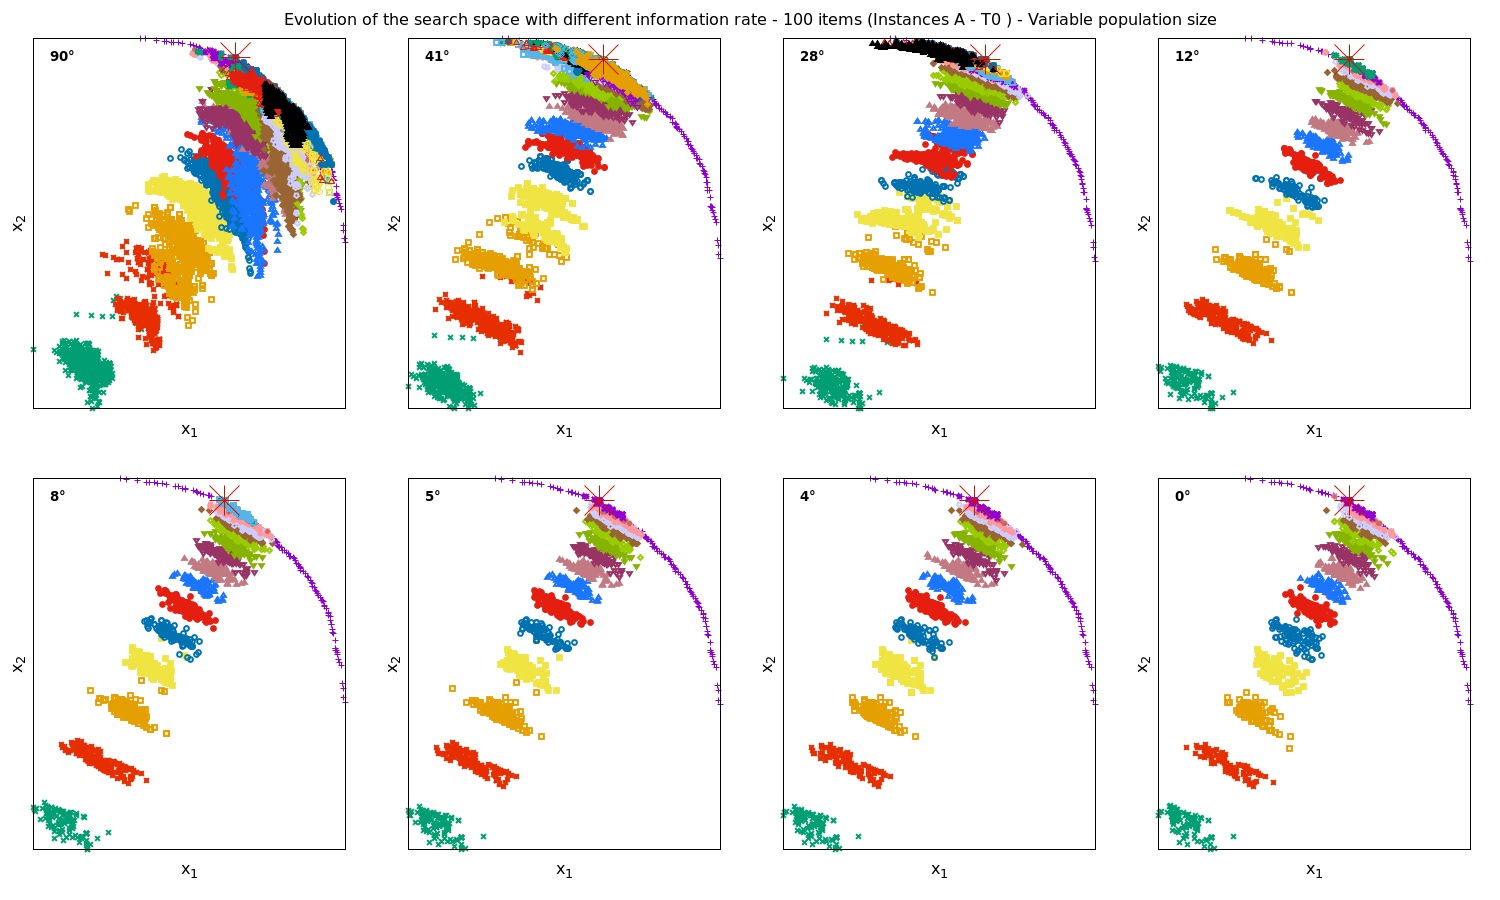 Evolution of the search space with different information rate - 100 items (Instances A - T0 ) - Variable population size
90°
41°
28°
12°
x2
x2
x2
x2
x1
x1
x1
x1
8°
5°
4°
0°
x2
x2
x2
x2
x1
x1
x1
x1